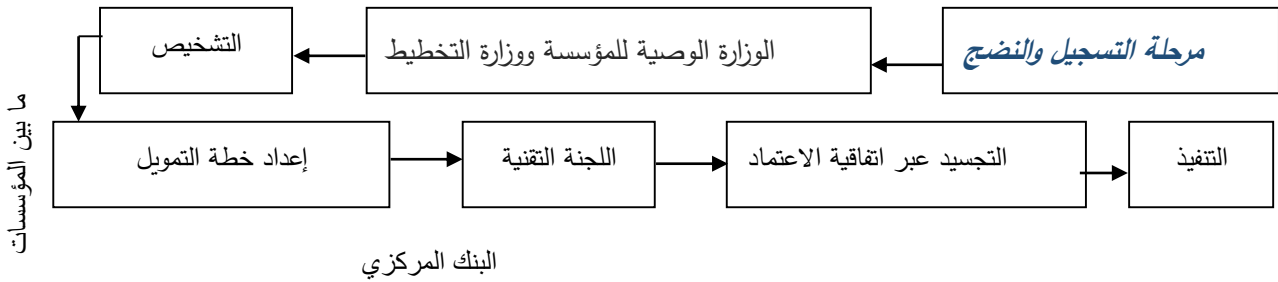 مرحلة التسجيل والنضج
الوزارة الوصية للمؤسسة ووزارة التخطيط
التشخيص
ما بين المؤسسات
إعداد خطة التمويل
اللجنة التقنية
التجسيد عبر اتفاقية الاعتماد
التنفيذ
البنك المركزي